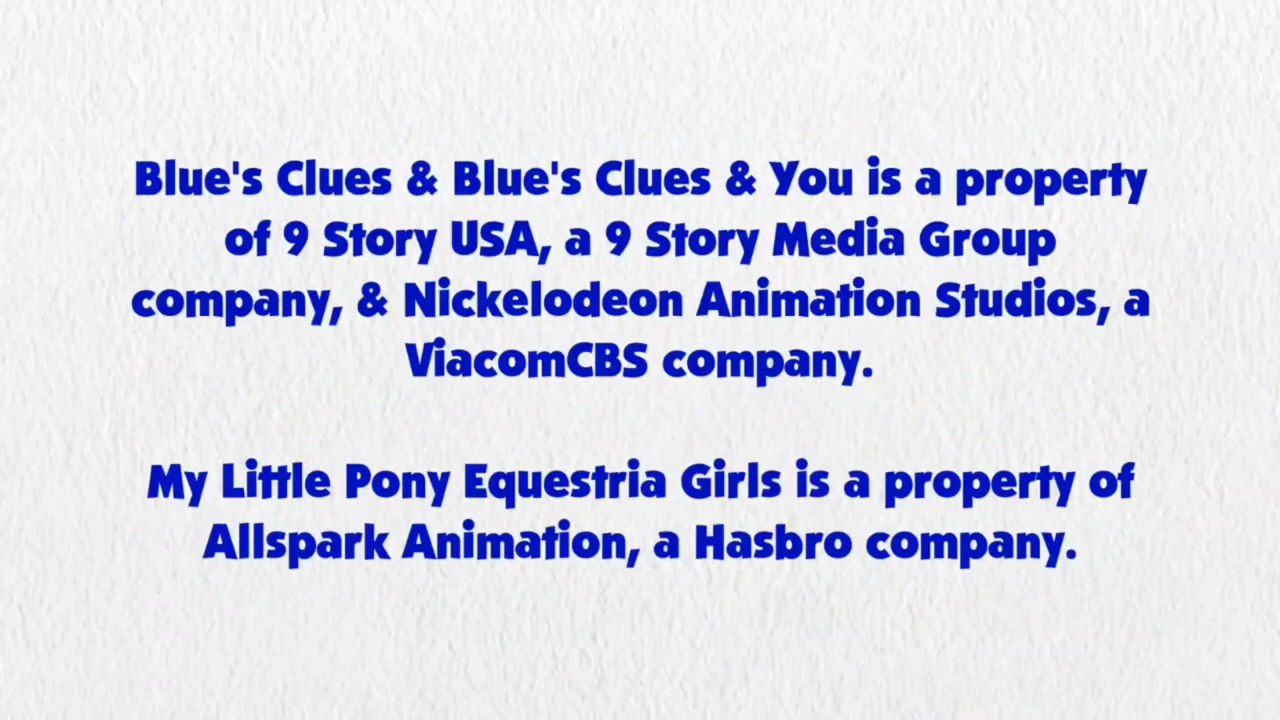 Blue's Clues & Blue's Clues & You is a property
of 9 Story USA, a 9 Story Media Group
company, & Nickelodeon Animation Studios, a
ViacomCBS company.
My Little Pony Equestria Girls is a property of
Allspark Animation, a Hasbro company.